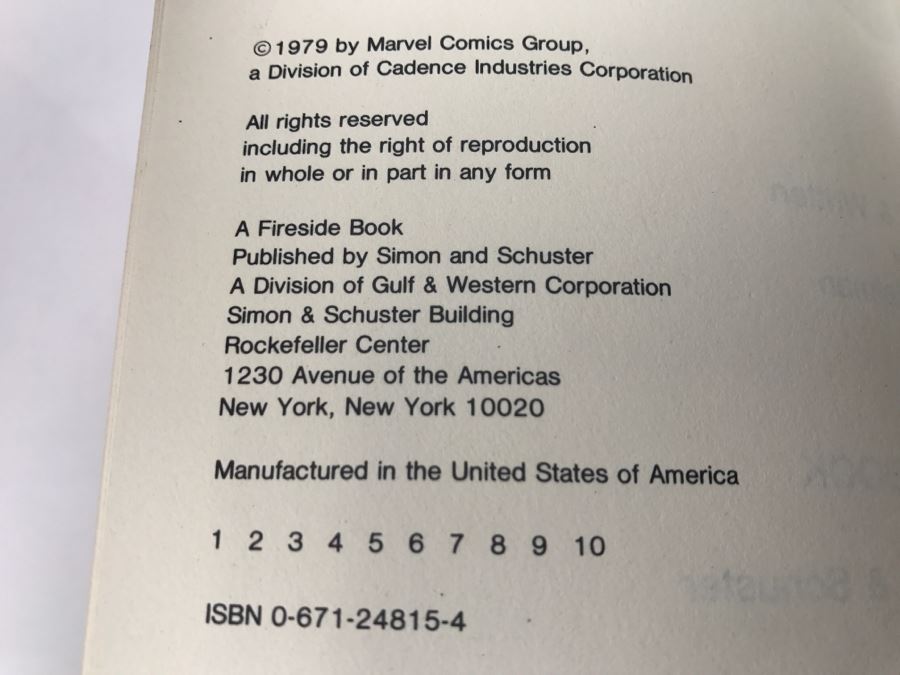 ©1979 by Marvel Comics Group,
a Division of Cadence Industries Corporation
All rights reserved
including the right of reproduction
in whole or in part in any form
A Fireside Book
Published by Simon and Schuster
A Division of Gulf & Western Corporation
Simon & Schuster Building
Rockefeller Center
1230 Avenue of the Americas
New York, New York 10020
Manufactured in the United States of America
1 2 3 4 5 6 7 8 9 10
ISBN 0-671-24815-4